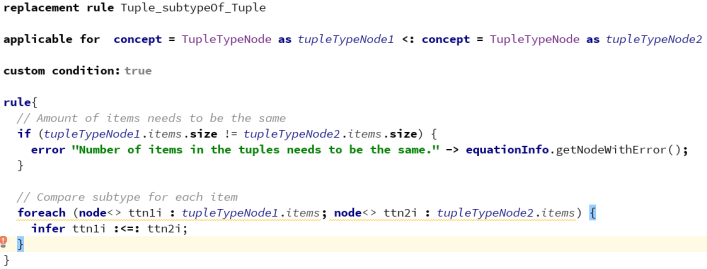 replacement rule Tuple_subtypeOf_Tuple
applicable for concept = TupleTypeNode as tupleTypeNode1 <: concept = TupleTypeNode as tupleTypeNode2
custom condition: true
rule{
// Amount of items needs to be the same
if (tupleTypeNode1.items.size != tupleTypeNode2.items.size) {
error "Number of items in the tuples needs to be the same." -> equationInfo.getNodeWithError();
}
// Compare subtype for each item
foreach (node<> ttn1i : tupleTypeNode1.items; node<> ttn2i : tupleTypeNode2.items) {
infer ttn1i :<=: ttn2i;
}
}